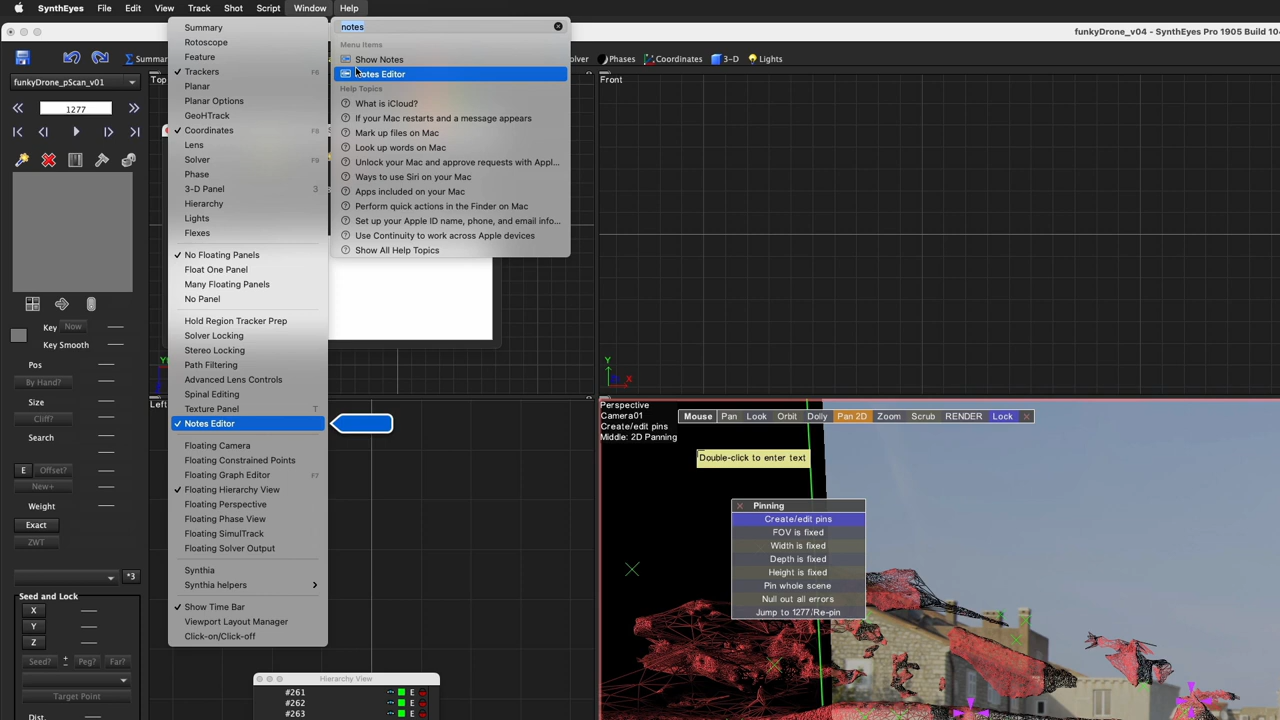 SynthEyes File Edit Track Shot Script Window Help
funkyDrone_v04 - SynthEyes Pro 1905 Build 10
Summa
olver Phases Coordinates 3-D Lights
funkyDrone_pScan_v01
1277
Key Now
Key Smooth
Pos
By Hand?
Size
Cliff?
Search
E Offset?
New+
Weight
Exact
ZWT
*3
Seed and Lock
X
Y
Z
Seed? Peg? Far?
Target Point
Dist.
Summary
Rotoscope
Feature
Trackers F6
Planar
Planar Options
GeoHTrack
Coordinates F8
Lens
Solver F9
Phase
3-D Panel 3
Hierarchy
Lights
Flexes
No Floating Panels
Float One Panel
Many Floating Panels
No Panel
Hold Region Tracker Prep
Solver Locking
Stereo Locking
Path Filtering
Advanced Lens Controls
Spinal Editing
Texture Panel T
Notes Editor
Floating Camera
Floating Constrained Points
Floating Graph Editor F7
Floating Hierarchy View
Floating Perspective
Floating Phase View
Floating SimulTrack
Floating Solver Output
Synthia
Synthia helpers
Show Time Bar
Viewport Layout Manager
Click-on/Click-off
notes
Menu Items
Show Notes
Notes Editor
Help Topics
What is iCloud?
If your Mac restarts and a message appears
Mark up files on Mac
Look up words on Mac
Unlock your Mac and approve requests with Appl...
Ways to use Siri on your Mac
Apps included on your Mac
Perform quick actions in the Finder on Mac
Set up your Apple ID name, phone, and email info...
Use Continuity to work across Apple devices
Show All Help Topics
Top
Left
Front
Y
X
Perspective
Camera01
Create/edit pins
Middle: 2D Panning
Mouse Pan Look Orbit Dolly Pan 2D Zoom Scrub RENDER Lock
Double-click to enter text
Pinning
Create/edit pins
FOV is fixed
Width is fixed
Depth is fixed
Height is fixed
Pin whole scene
Null out all errors
Jump to 1277/Re-pin
Hierarchy View
#261 E
#262 E
#263 E